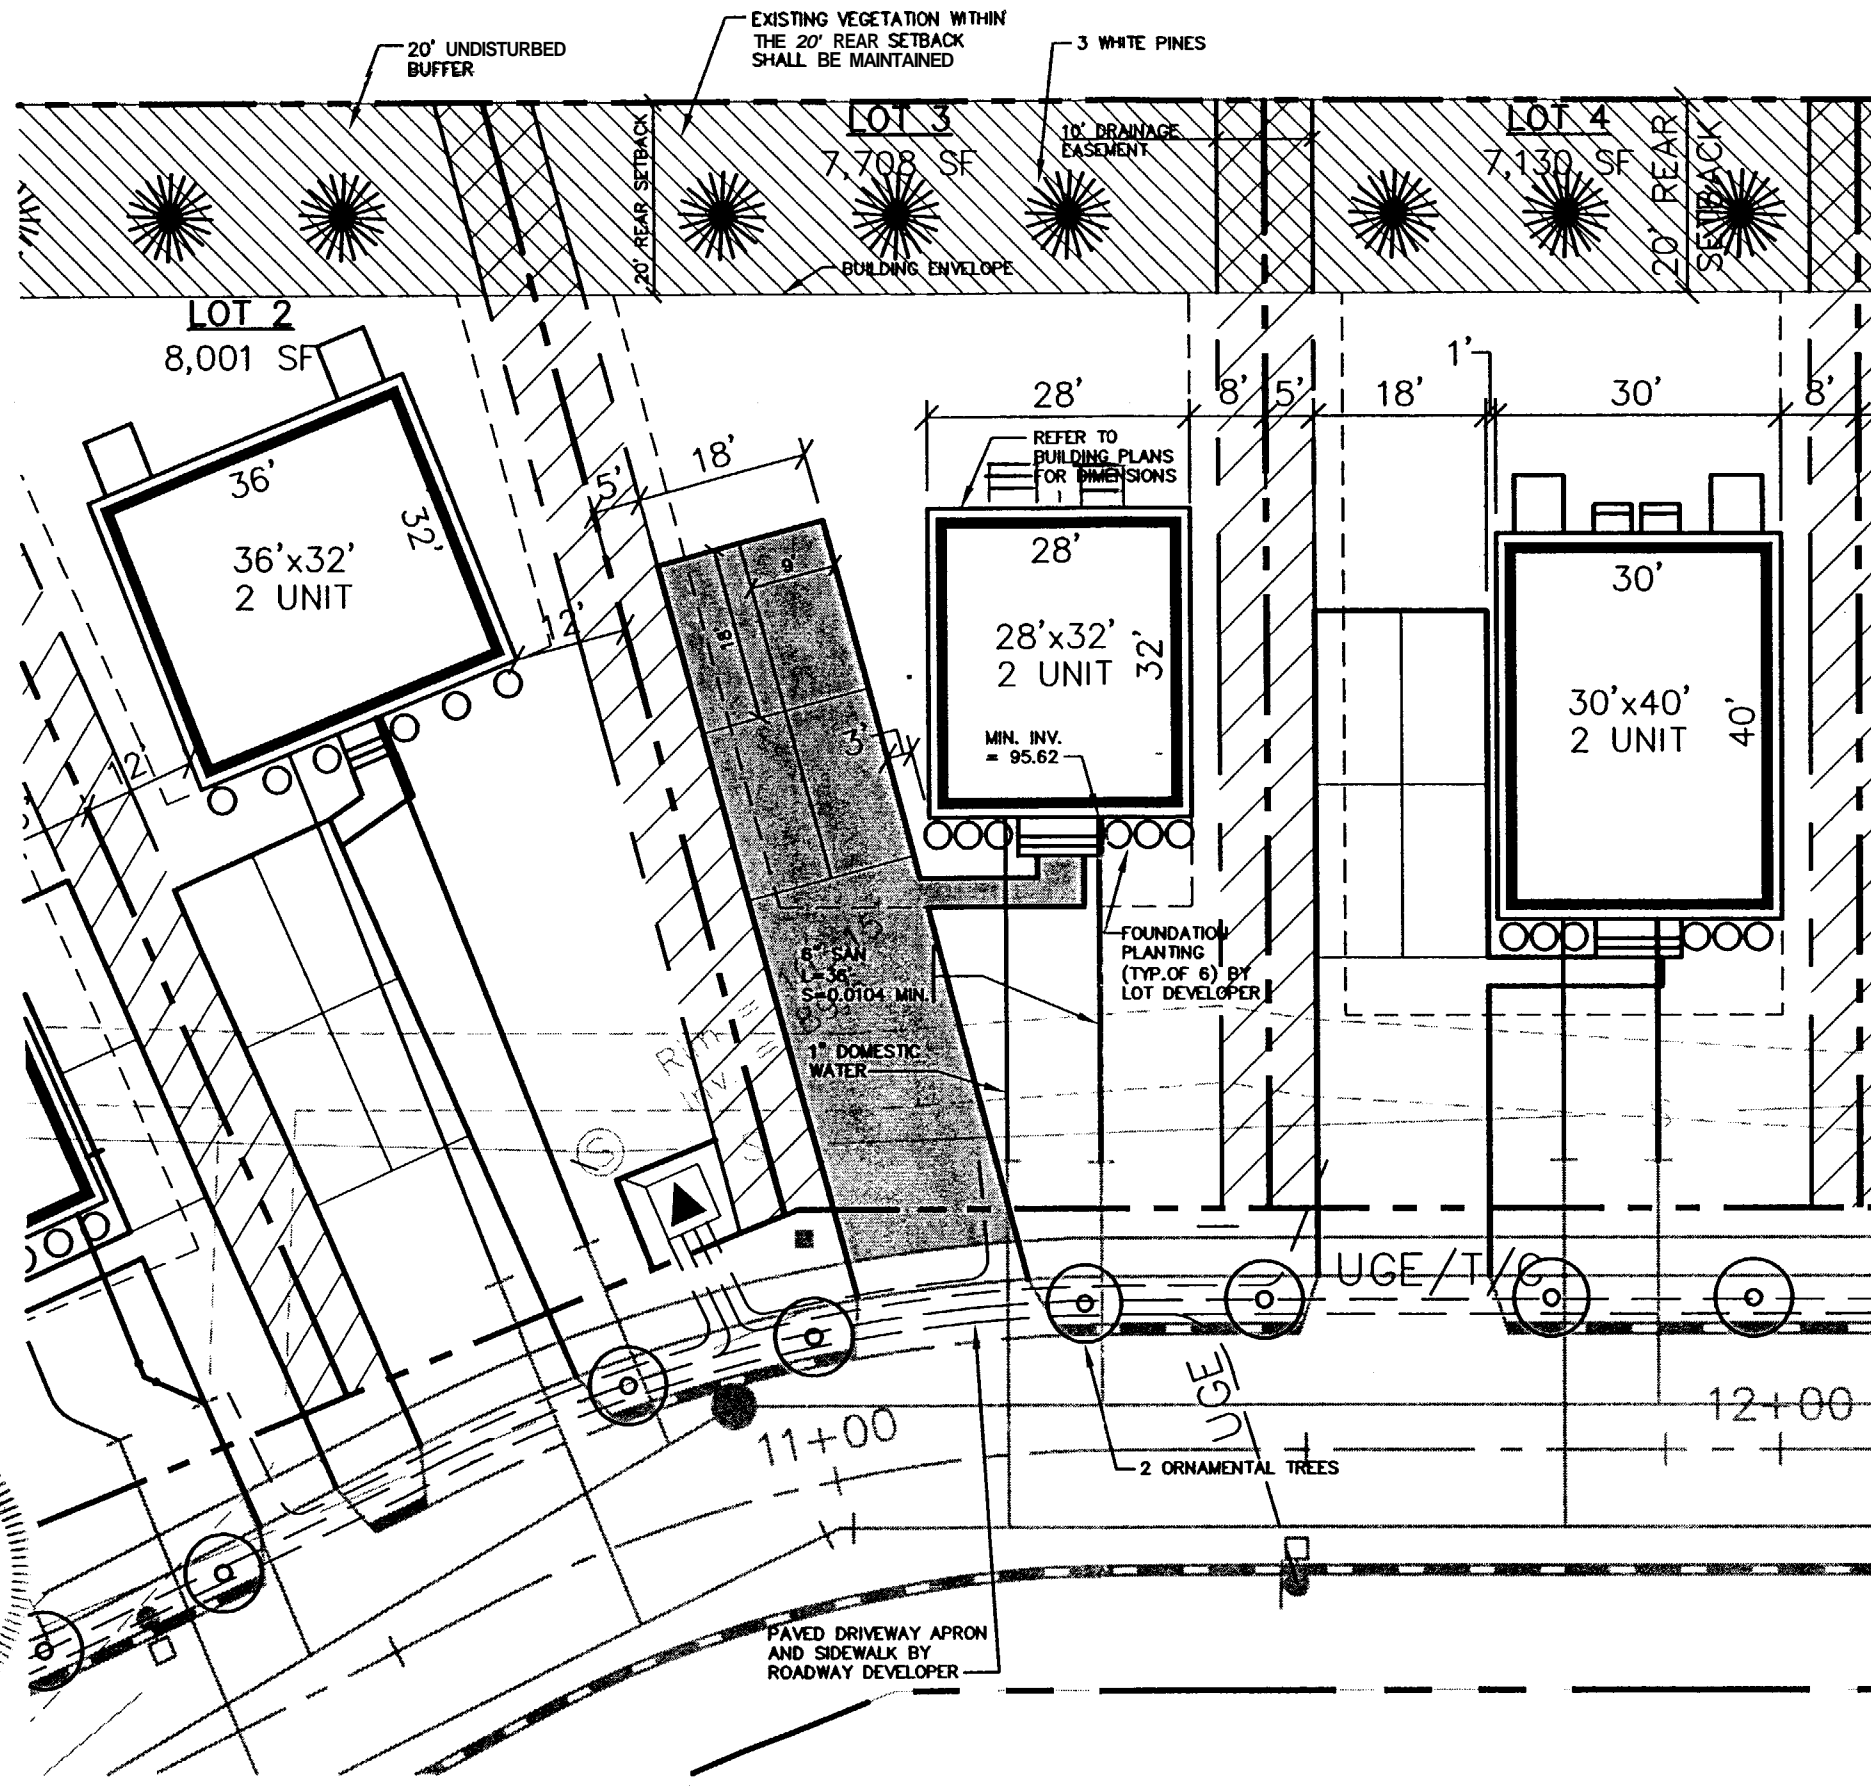 EXISTING VEGETATION WITHIN
THE 20' REAR SETBACK
SHALL BE MAINTAINED
20' UNDISTURBED
BUFFER
3 WHITE PINES
LOT 3
7,708 SF
10' DRAINAGE
EASEMENT
LOT 4
7,130 SF
20' REAR SETBACK
20' REAR
SETBACK
BUILDING ENVELOPE
LOT 2
8,001 SF
1'
28'
8'
5'
18'
30'
8'
REFER TO
BUILDING PLANS
FOR DIMENSIONS
18'
5'
36'
32'
36'x32'
2 UNIT
12'
12'
9'
18'
3'
28'
28'x32'
2 UNIT
32'
MIN. INV.
= 95.62
30'
30'x40'
2 UNIT
40'
FOUNDATION
PLANTING
(TYP.OF 6) BY
LOT DEVELOPER
6" SAN
L=36'
S=0.0104 MIN.
Rim =
Inv. =
1" DOMESTIC
WATER
S
UGE/T/C
UGE
11+00
12+00
2 ORNAMENTAL TREES
PAVED DRIVEWAY APRON
AND SIDEWALK BY
ROADWAY DEVELOPER